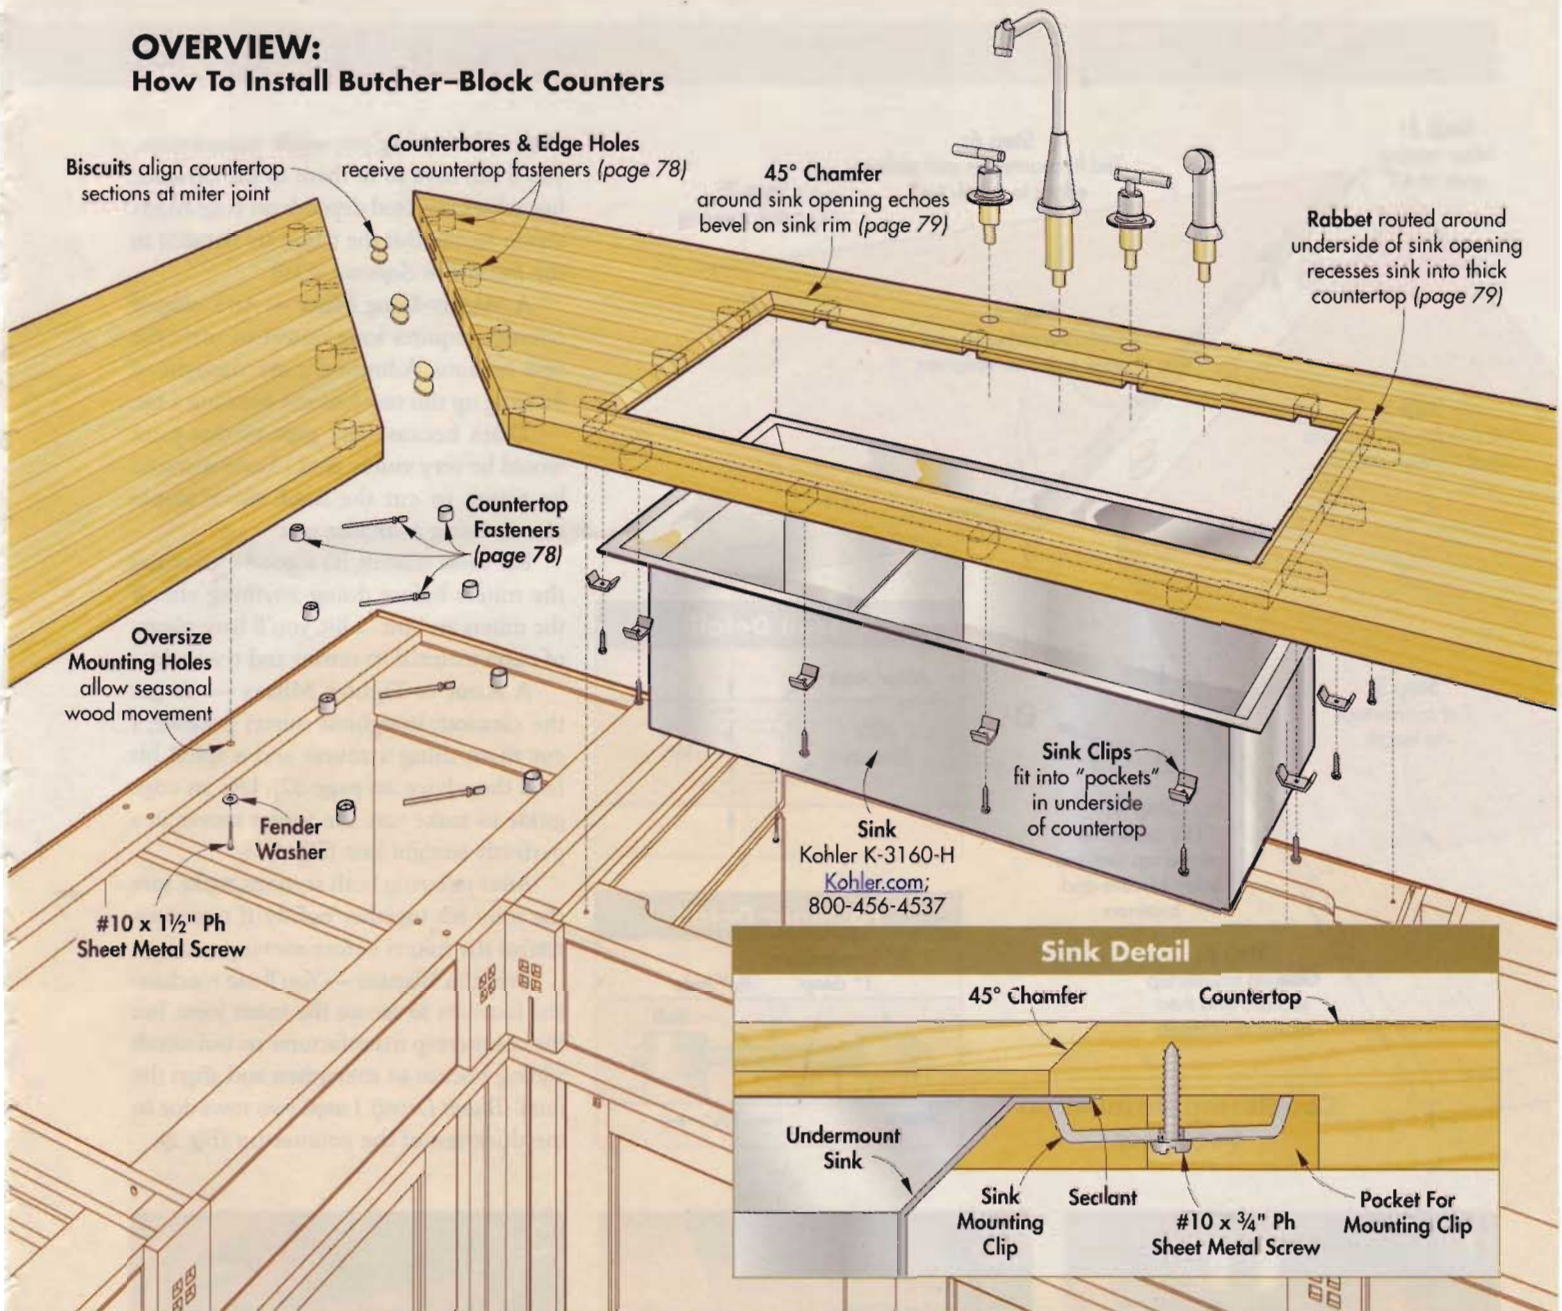 OVERVIEW:
How To Install Butcher–Block Counters
Biscuits align countertop
sections at miter joint
Counterbores & Edge Holes
receive countertop fasteners (page 78)
45° Chamfer
around sink opening echoes
bevel on sink rim (page 79)
Rabbet routed around
underside of sink opening
recesses sink into thick
countertop (page 79)
Countertop
Fasteners
(page 78)
Oversize
Mounting Holes
allow seasonal
wood movement
Fender
Washer
#10 x 1½" Ph
Sheet Metal Screw
Sink
Kohler K-3160-H
Kohler.com;
800-456-4537
Sink Clips
fit into "pockets"
in underside
of countertop
Sink Detail
45° Chamfer
Countertop
Undermount
Sink
Sink
Mounting
Clip
Sealant
#10 x ¾" Ph
Sheet Metal Screw
Pocket For
Mounting Clip